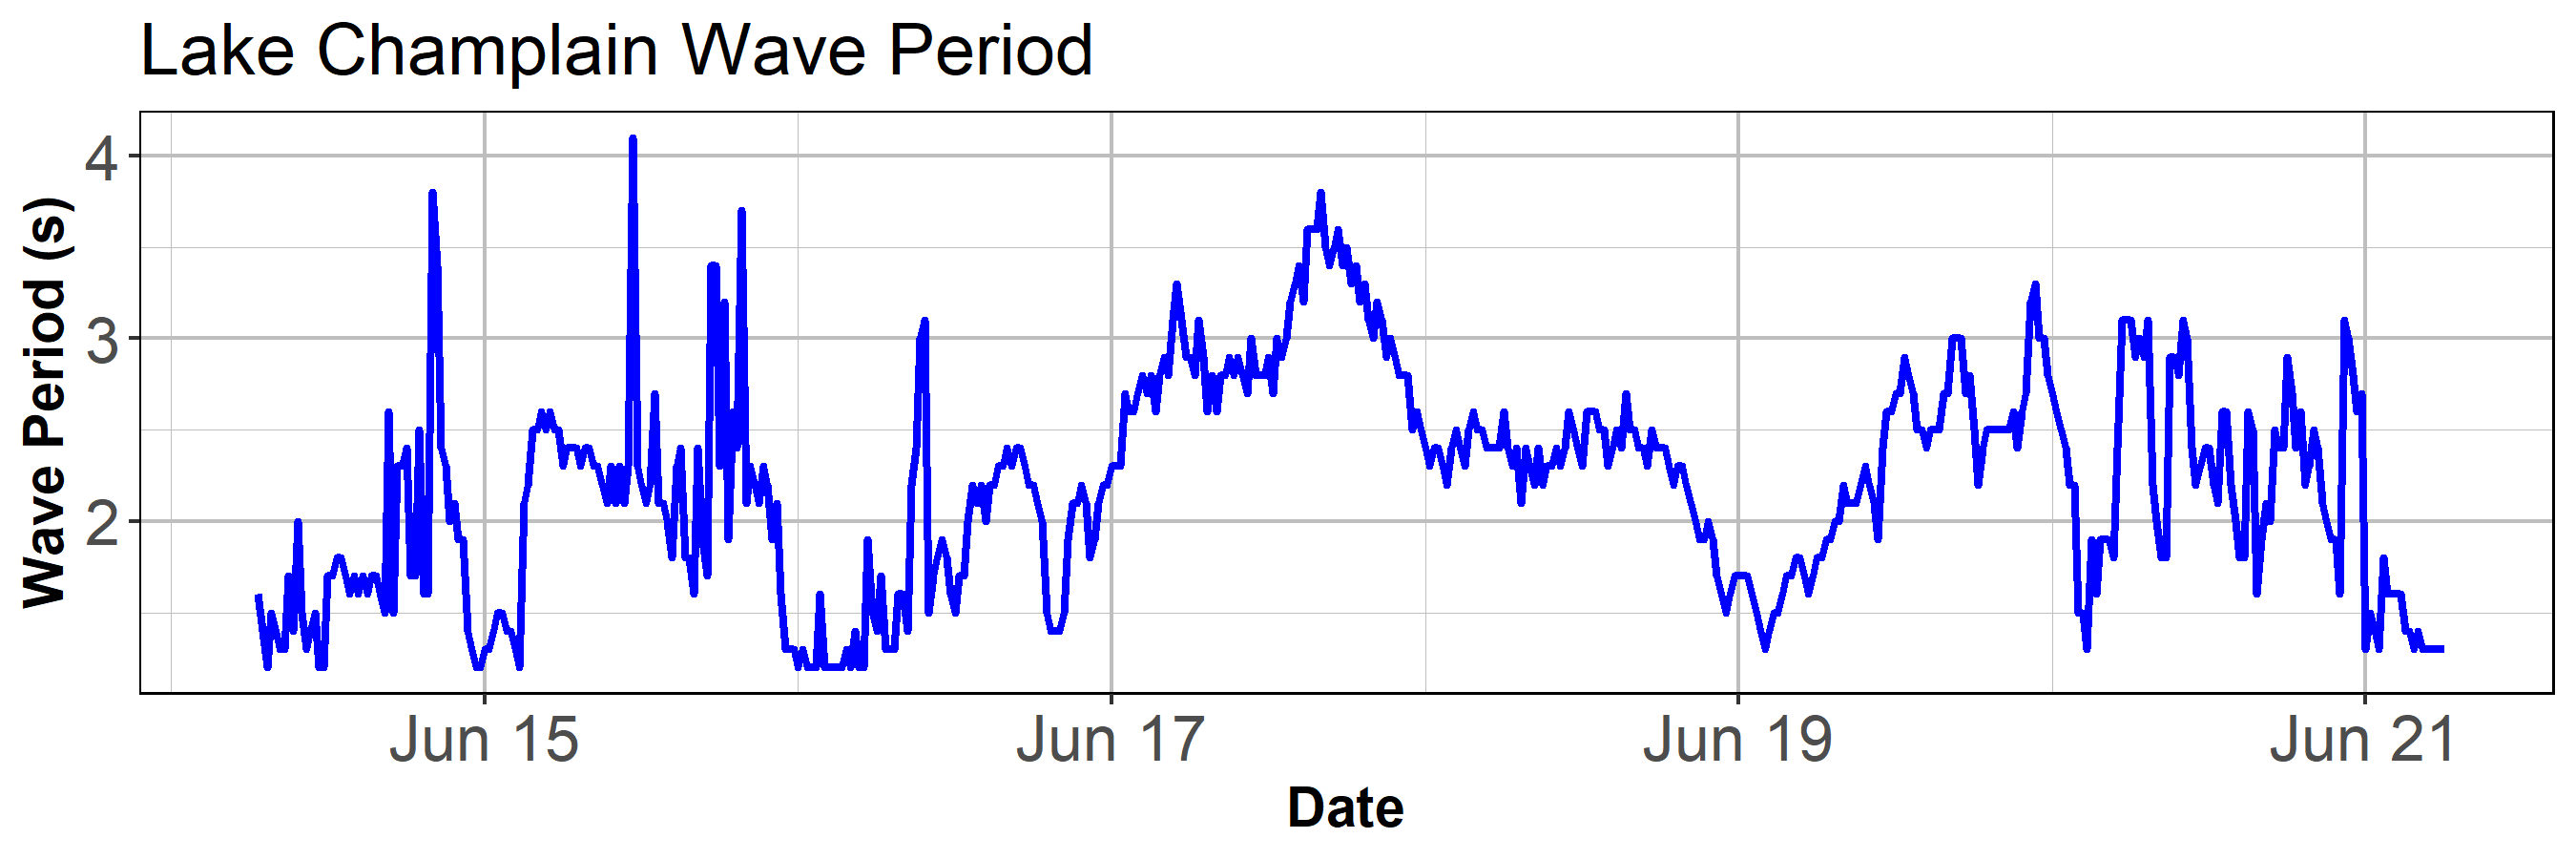 Lake Champlain Wave Period
Wave Period (s)
4
3
2
Jun 15 Jun 17 Jun 19 Jun 21
Date